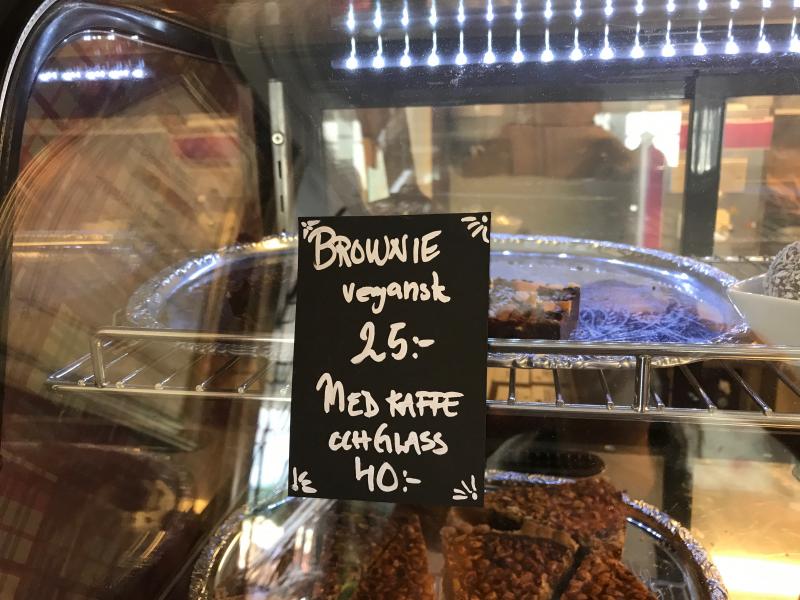 BROWNIE
vegansk
25:-
MED KAFFE
OCH GLASS
40:-